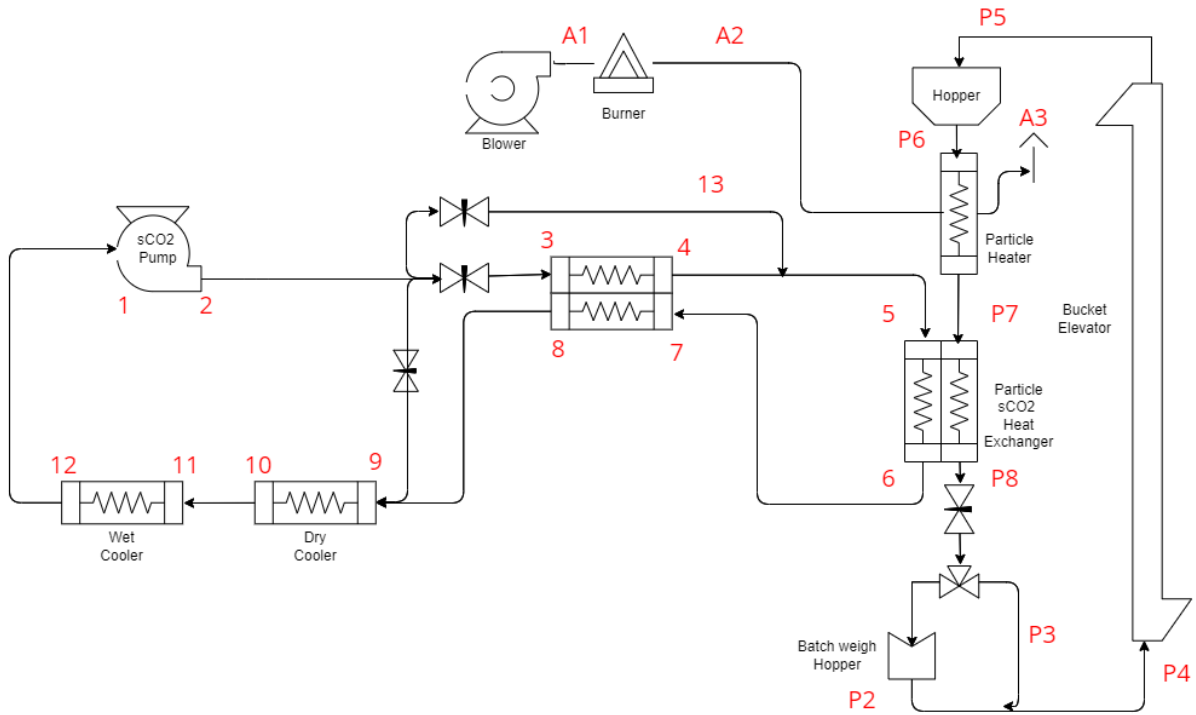 P5
A1
A2
Hopper
A3
Burner
Blower
P6
13
sCO2
Pump
3
4
Particle
Heater
1
2
5
P7
Bucket
Elevator
8
7
Particle
sCO2
Heat
Exchanger
12
11
10
9
6
P8
Wet
Cooler
Dry
Cooler
P3
Batch weigh
Hopper
P4
P2